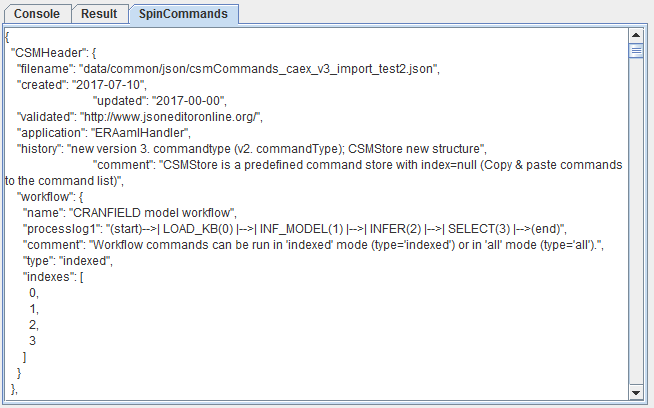 Console Result SpinCommands
{
"CSMHeader": {
"filename": "data/common/json/csmCommands_caex_v3_import_test2.json",
"created": "2017-07-10",
"updated": "2017-00-00",
"validated": "http://www.jsoneditoronline.org/",
"application": "ERAamlHandler",
"history": "new version 3. commandtype (v2. commandType); CSMStore new structure",
"comment": "CSMStore is a predefined command store with index=null (Copy & paste commands
to the command list)",
"workflow": {
"name": "CRANFIELD model workflow",
"processlog1": "(start)-->| LOAD_KB(0) |-->| INF_MODEL(1) |-->| INFER(2) |-->| SELECT(3) |-->(end)",
"comment": "Workflow commands can be run in 'indexed' mode (type='indexed') or in 'all' mode (type='all').",
"type": "indexed",
"indexes": [
0,
1,
2,
3
]
}
},